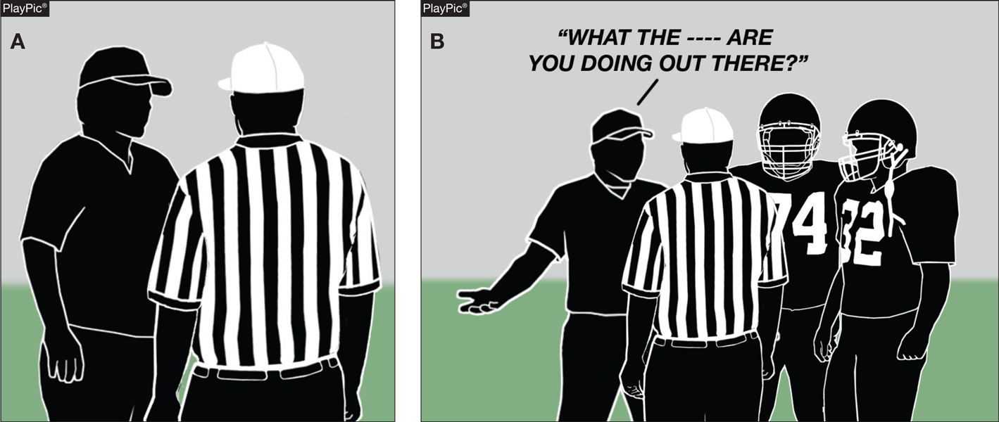 PlayPic®
A
PlayPic®
B
“WHAT THE ---- ARE
YOU DOING OUT THERE?”
74
32